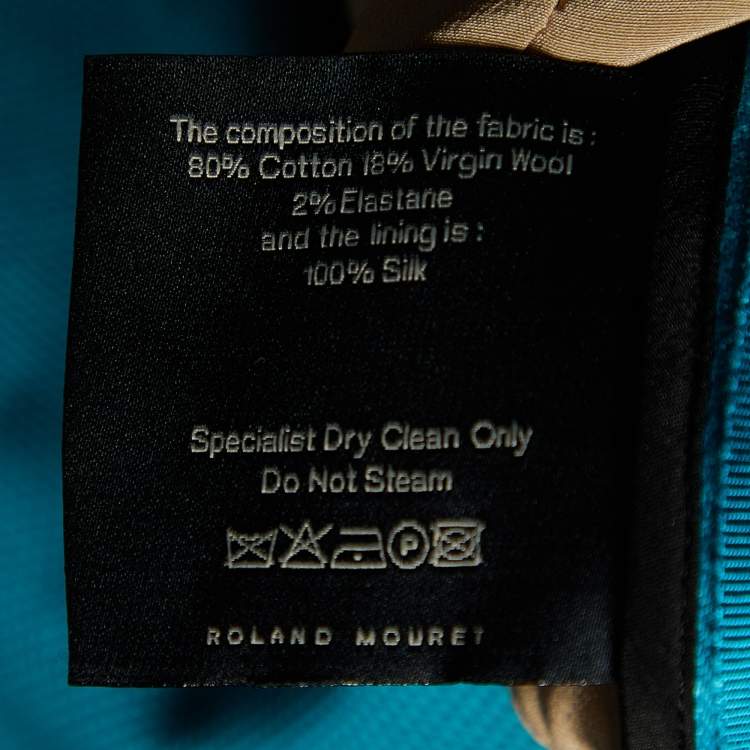 The composition of the fabric is :
80% Cotton 18% Virgin Wool
2% Elastane
and the lining is :
100% Silk
Specialist Dry Clean Only
Do Not Steam
P
ROLAND MOURET